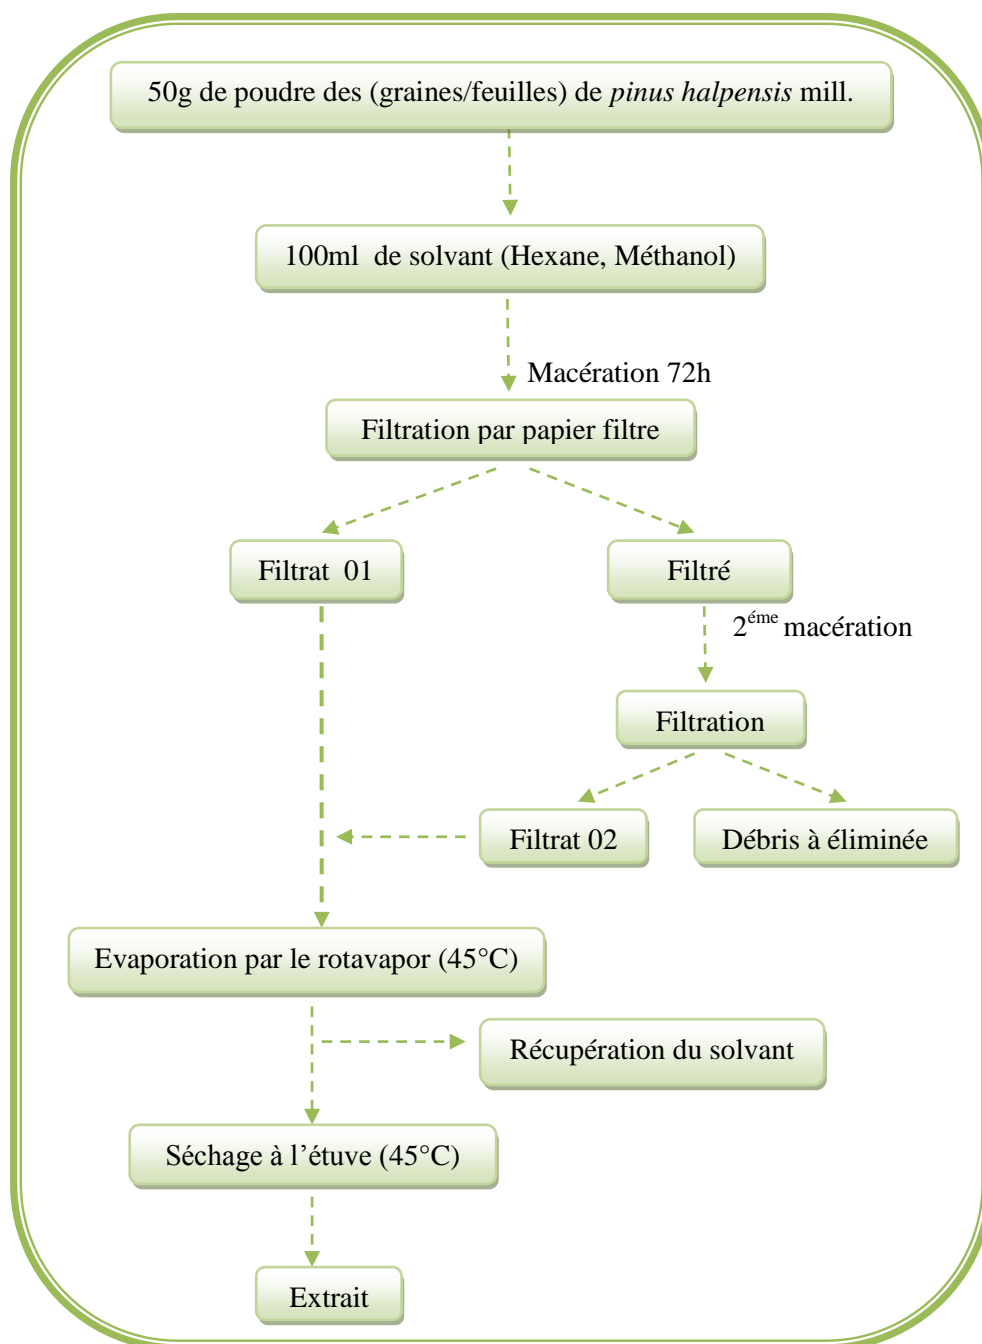 50g de poudre des (graines/feuilles) de pinus halpensis mill.
100ml de solvant (Hexane, Méthanol)
Macération 72h
Filtration par papier filtre
Filtrat 01
Filtré
2éme macération
Filtration
Filtrat 02
Débris à éliminée
Evaporation par le rotavapor (45°C)
Récupération du solvant
Séchage à l’étuve (45°C)
Extrait